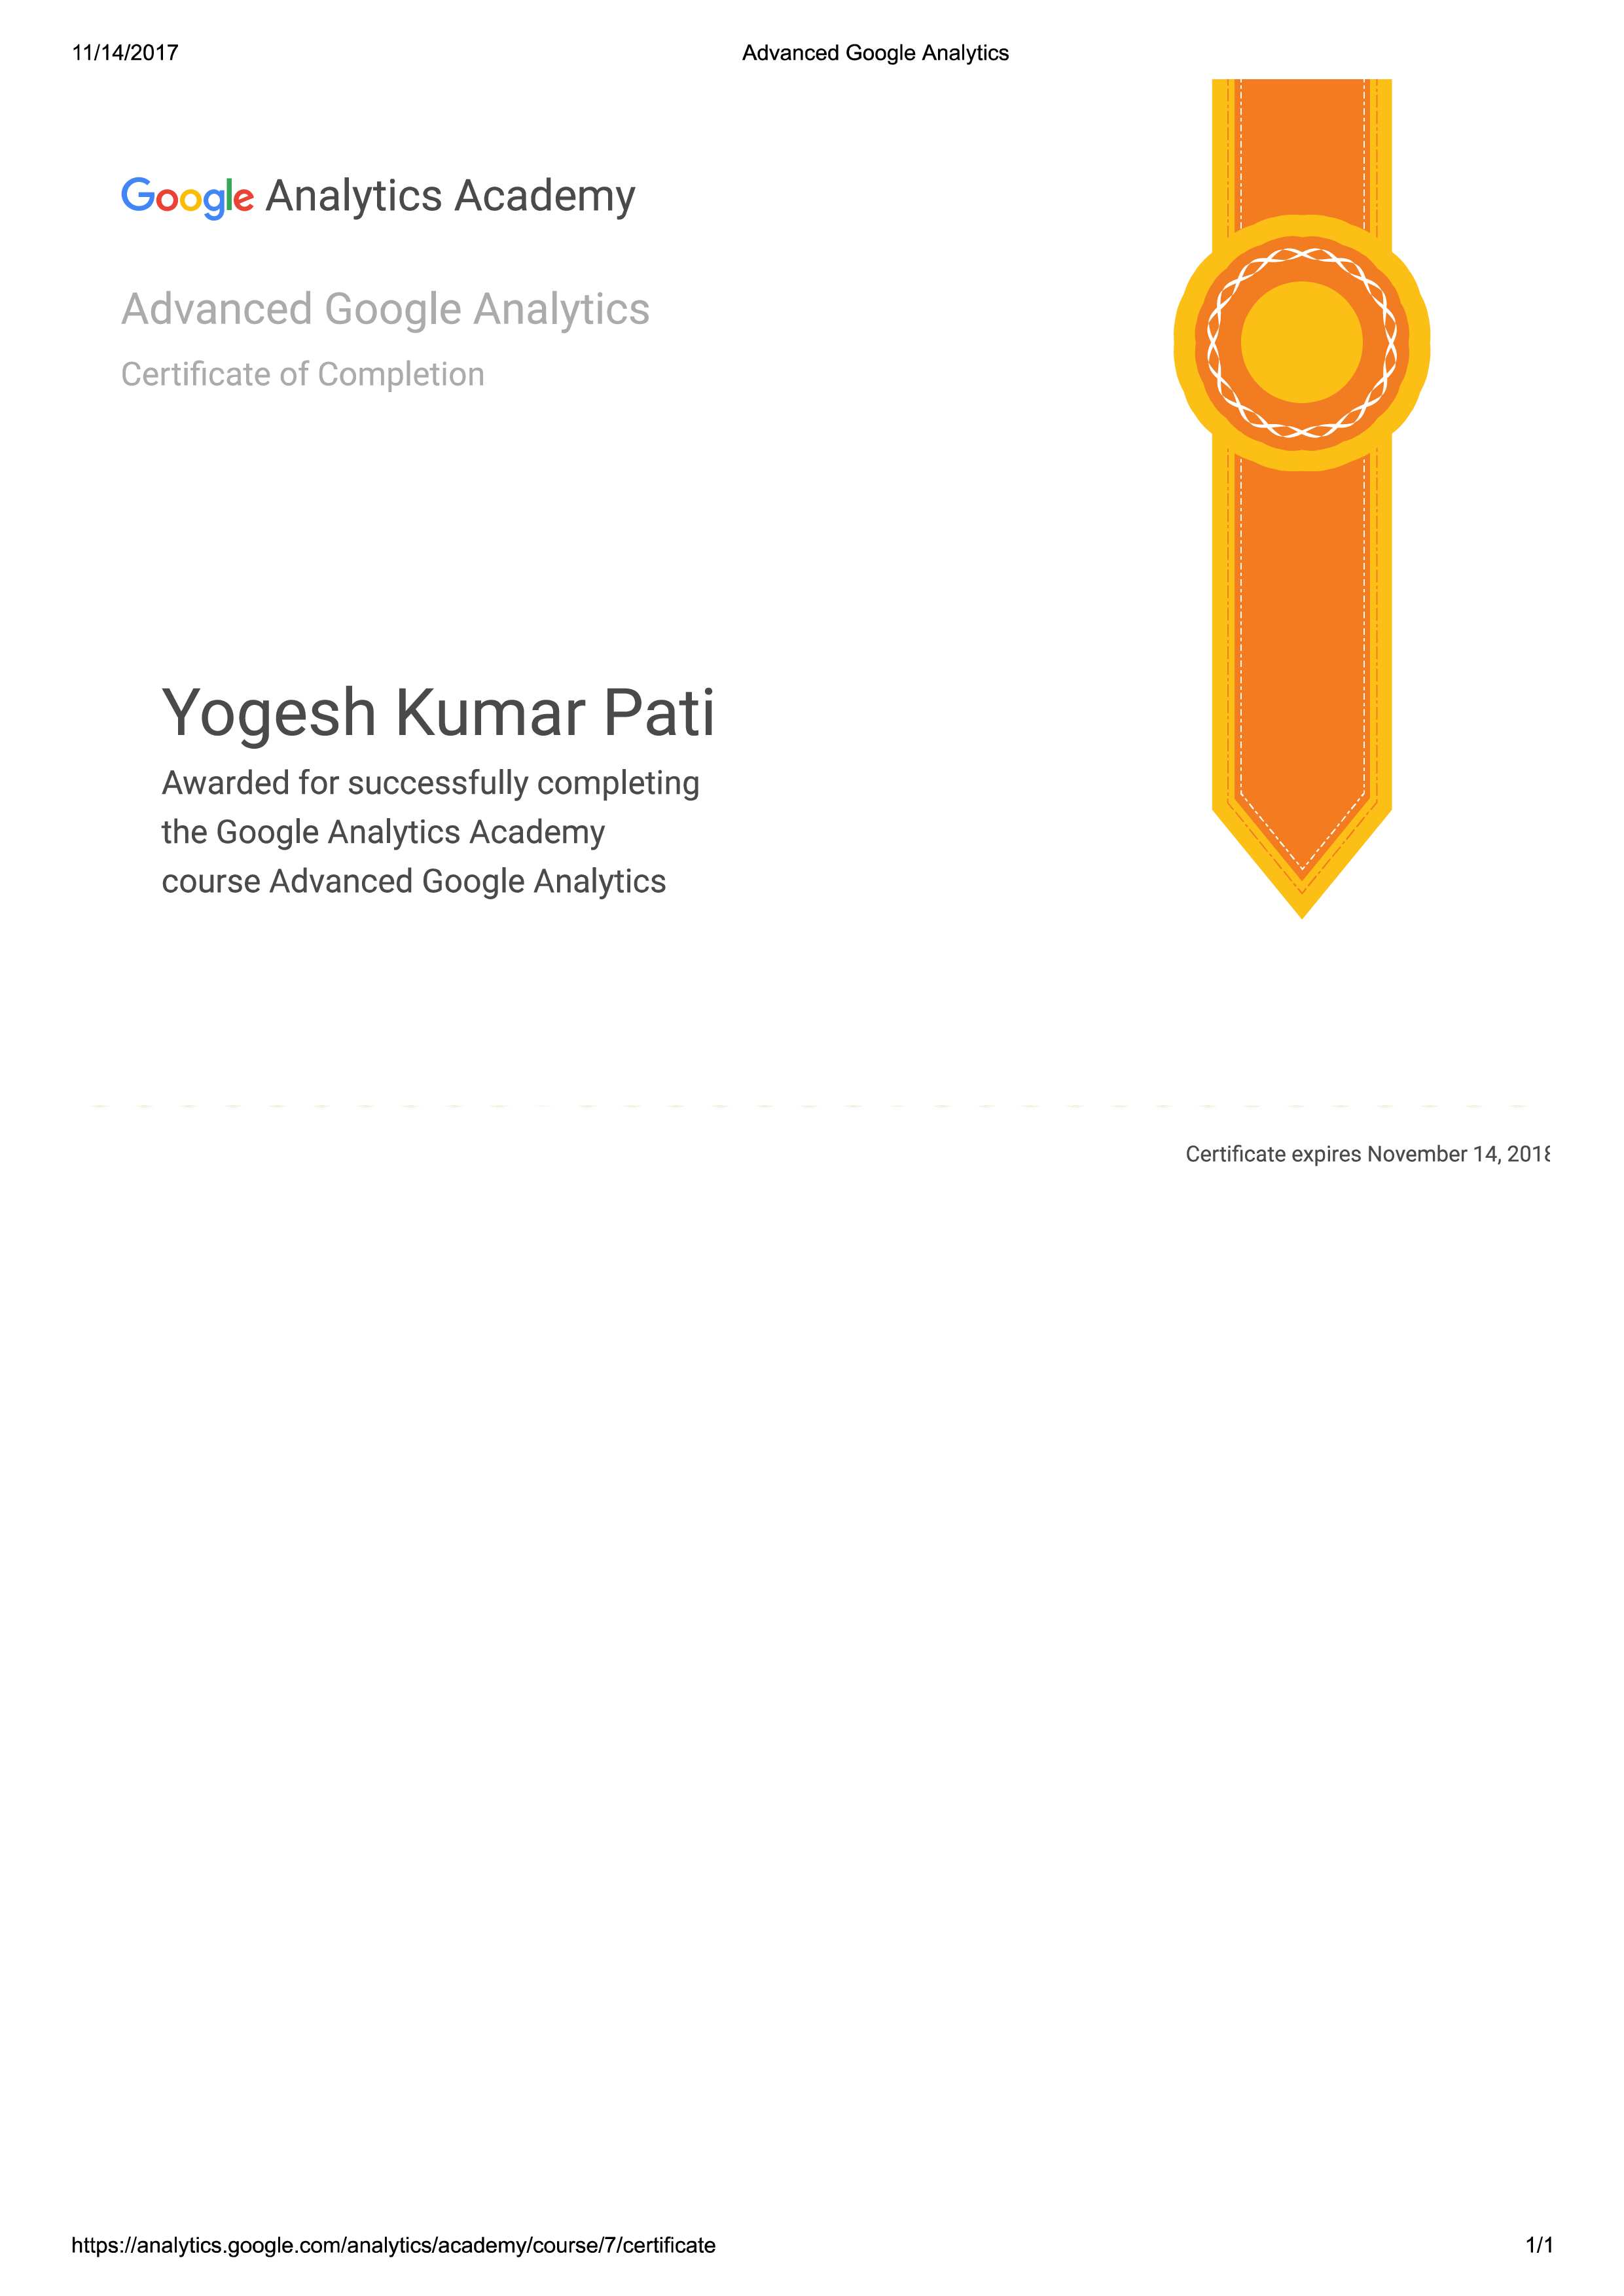 11/14/2017 Advanced Google Analytics
Google Analytics Academy
Advanced Google Analytics
Certificate of Completion
Yogesh Kumar Pati
Awarded for successfully completing
the Google Analytics Academy
course Advanced Google Analytics
Certificate expires November 14, 2018
https://analytics.google.com/analytics/academy/course/7/certificate 1/1